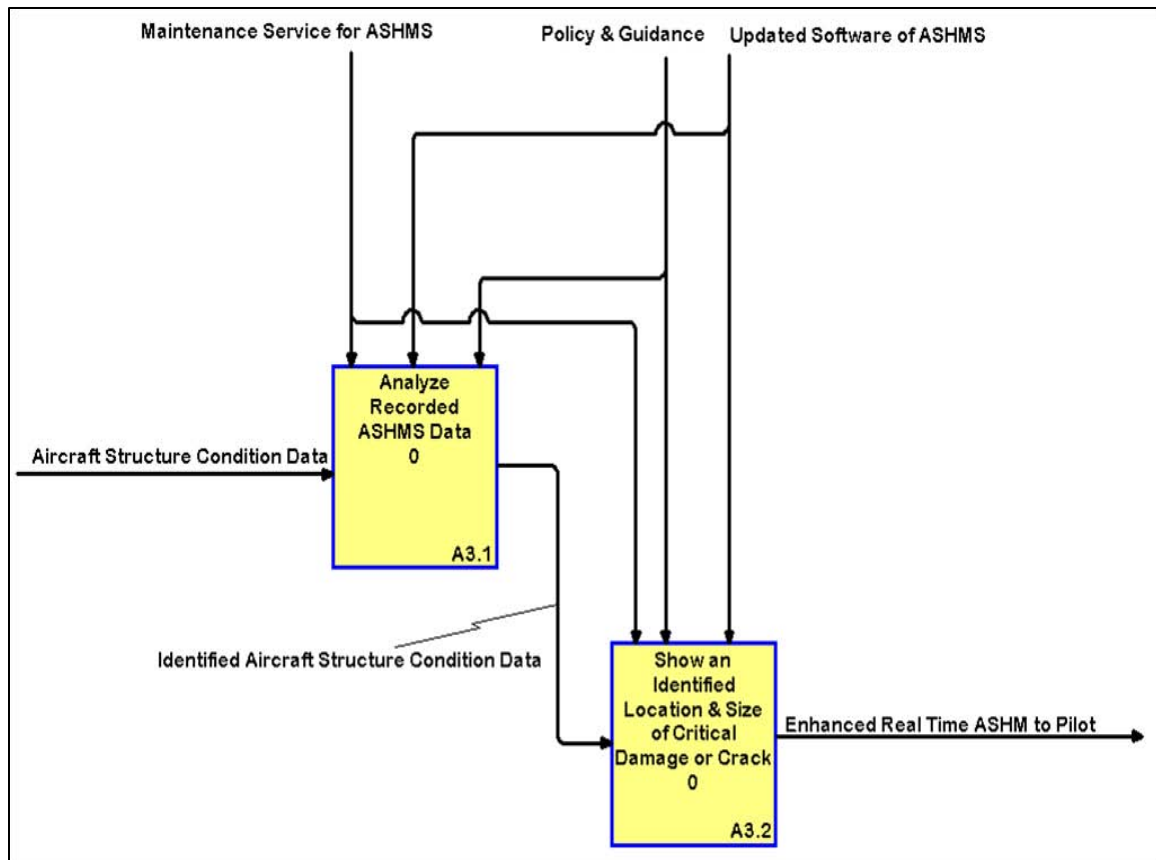 Maintenance Service for ASHMS
Policy & Guidance
Updated Software of ASHMS
Analyze
Recorded
ASHMS Data
0
A3.1
Aircraft Structure Condition Data
Identified Aircraft Structure Condition Data
Show an
Identified
Location & Size
of Critical
Damage or Crack
0
A3.2
Enhanced Real Time ASHM to Pilot